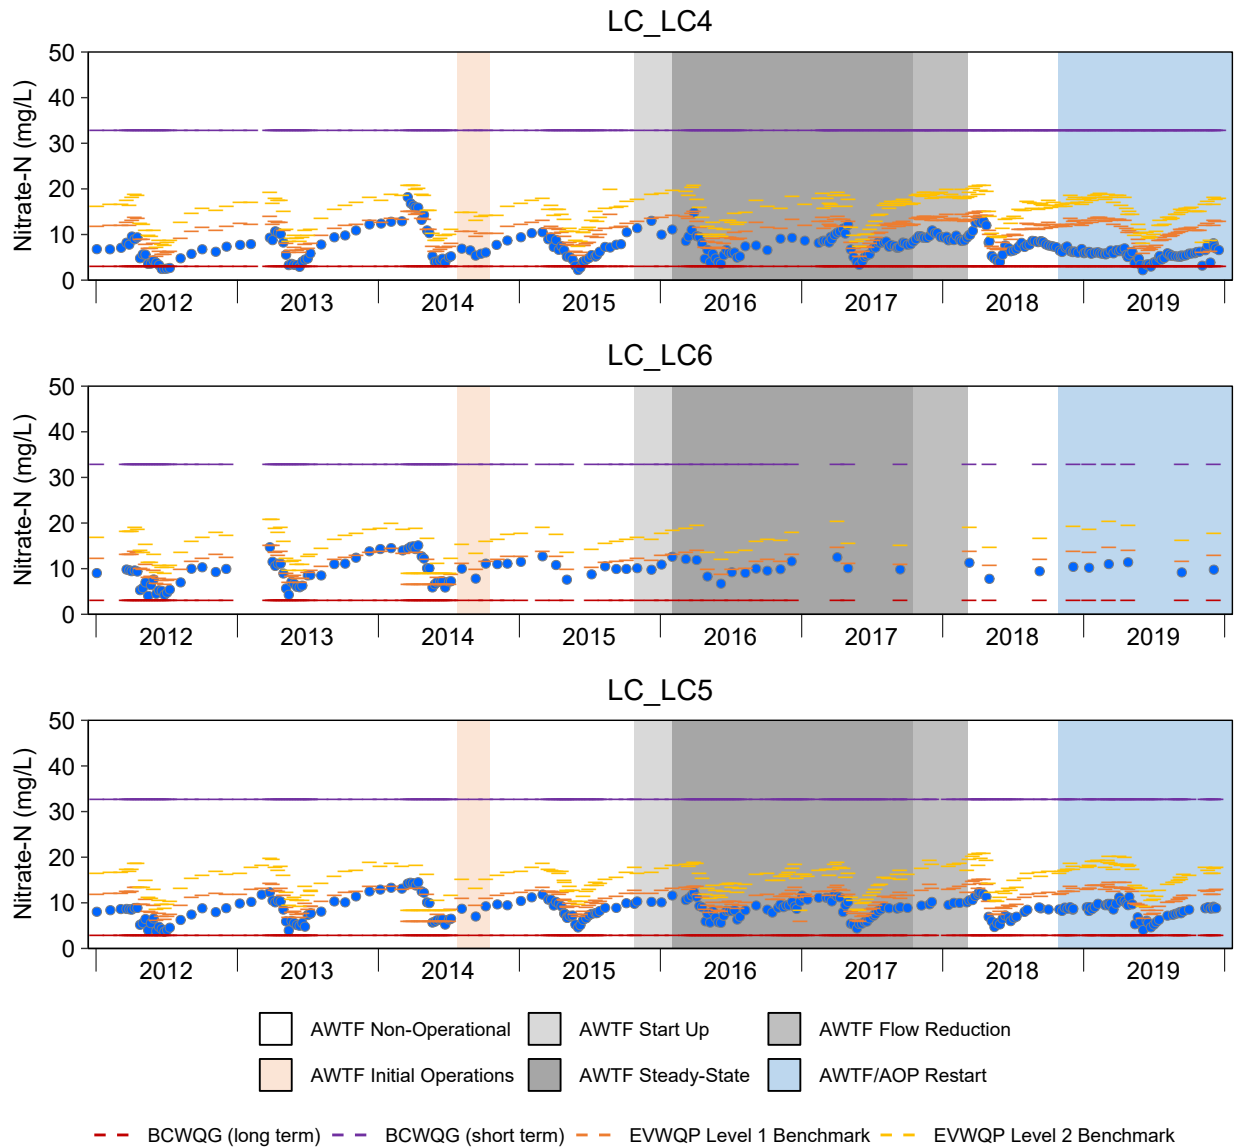 LC_LC4
Nitrate-N (mg/L)
50
40
30
20
10
0
2012 2013 2014 2015 2016 2017 2018 2019
LC_LC6
Nitrate-N (mg/L)
50
40
30
20
10
0
2012 2013 2014 2015 2016 2017 2018 2019
LC_LC5
Nitrate-N (mg/L)
50
40
30
20
10
0
2012 2013 2014 2015 2016 2017 2018 2019
AWTF Non-Operational AWTF Start Up AWTF Flow Reduction
AWTF Initial Operations AWTF Steady-State AWTF/AOP Restart
BCWQG (long term) BCWQG (short term) EVWQP Level 1 Benchmark EVWQP Level 2 Benchmark